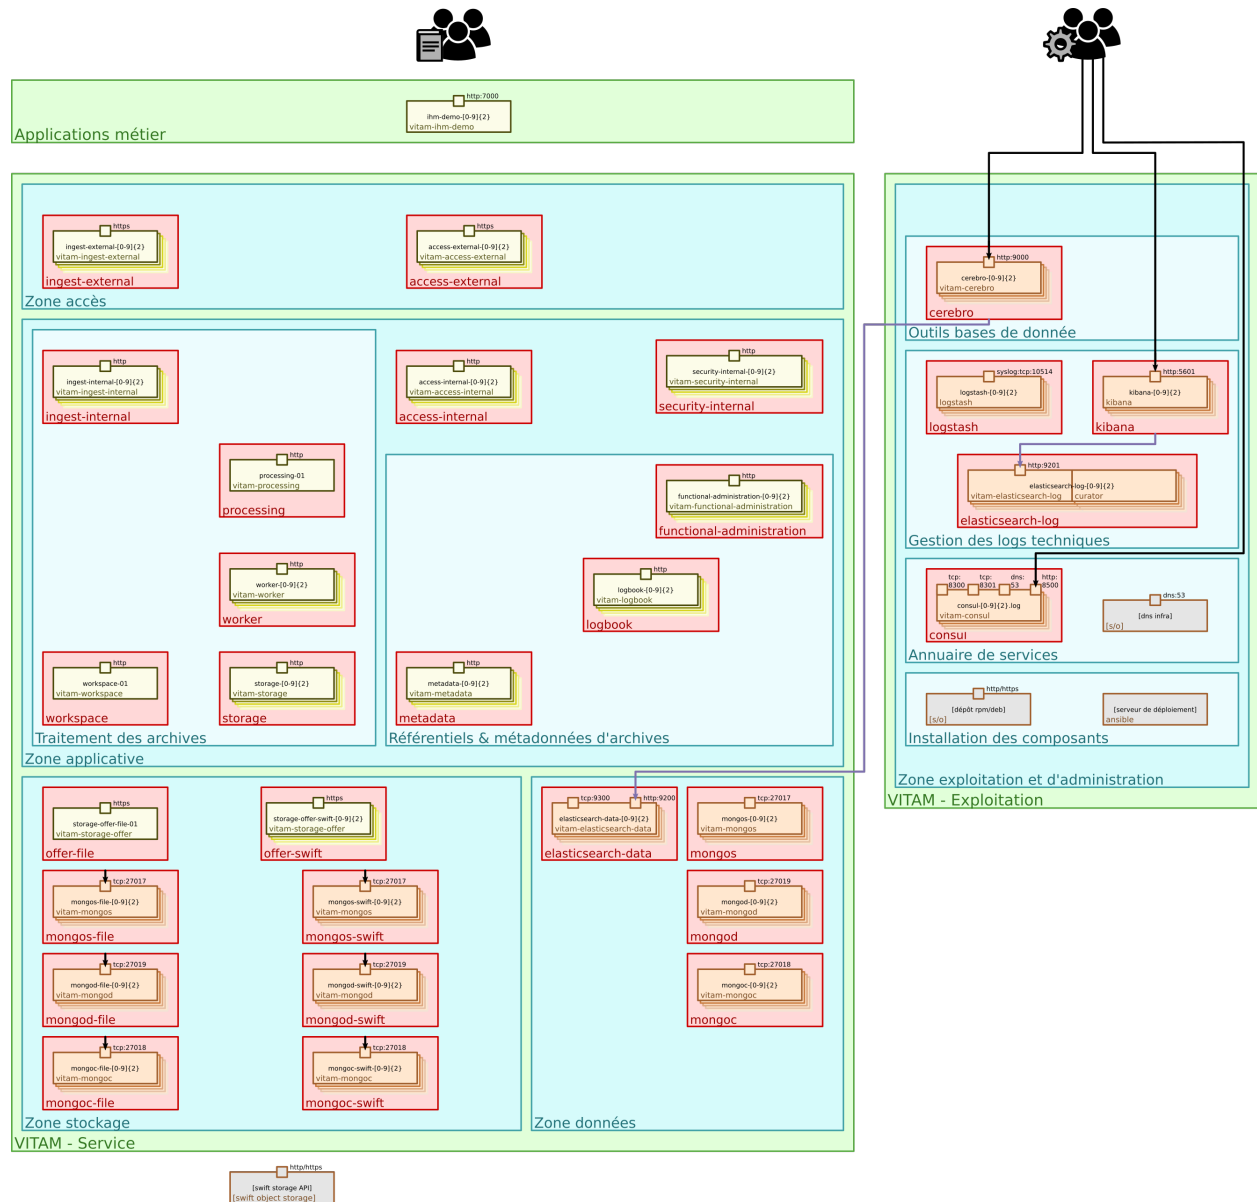 http:7000
ihm-demo-[0-9]{2}
vitam-ihm-demo
Applications métier
https
ingest-external-[0-9]{2}
vitam-ingest-external
ingest-external
https
access-external-[0-9]{2}
vitam-access-external
access-external
Zone accès
http
ingest-internal-[0-9]{2}
vitam-ingest-internal
ingest-internal
http
access-internal-[0-9]{2}
vitam-access-internal
access-internal
http
security-internal-[0-9]{2}
vitam-security-internal
security-internal
http
processing-01
vitam-processing
processing
http
functional-administration-[0-9]{2}
vitam-functional-administration
functional-administration
http
worker-[0-9]{2}
vitam-worker
worker
http
logbook-[0-9]{2}
vitam-logbook
logbook
http
workspace-01
vitam-workspace
workspace
http
storage-[0-9]{2}
vitam-storage
storage
http
metadata-[0-9]{2}
vitam-metadata
metadata
Traitement des archives
Référentiels & métadonnées d'archives
Zone applicative
https
storage-offer-file-01
vitam-storage-offer
offer-file
https
storage-offer-swift-[0-9]{2}
vitam-storage-offer
offer-swift
tcp:27017
mongos-file-[0-9]{2}
vitam-mongos
mongos-file
tcp:27017
mongos-swift-[0-9]{2}
vitam-mongos
mongos-swift
tcp:27019
mongod-file-[0-9]{2}
vitam-mongod
mongod-file
tcp:27019
mongod-swift-[0-9]{2}
vitam-mongod
mongod-swift
tcp:27018
mongoc-file-[0-9]{2}
vitam-mongoc
mongoc-file
tcp:27018
mongoc-swift-[0-9]{2}
vitam-mongoc
mongoc-swift
Zone stockage
tcp:9300
http:9200
elasticsearch-data-[0-9]{2}
vitam-elasticsearch-data
elasticsearch-data
tcp:27017
mongos-[0-9]{2}
vitam-mongos
mongos
tcp:27019
mongod-[0-9]{2}
vitam-mongod
mongod
tcp:27018
mongoc-[0-9]{2}
vitam-mongoc
mongoc
Zone données
VITAM - Service
http/https
[swift storage API]
[swift object storage]
http:9000
cerebro-[0-9]{2}
vitam-cerebro
cerebro
Outils bases de donnée
syslog:tcp:10514
logstash-[0-9]{2}
logstash
logstash
http:5601
kibana-[0-9]{2}
kibana
kibana
http:9201
elasticsearch-log-[0-9]{2}
vitam-elasticsearch-log
curator
elasticsearch-log
Gestion des logs techniques
tcp:
8300
tcp:
8301
dns:
53
http:
8500
consul-[0-9]{2}.log
vitam-consul
consul
dns:53
[dns infra]
[s/o]
Annuaire de services
http/https
[dépôt rpm/deb]
[s/o]
[serveur de déploiement]
ansible
Installation des composants
Zone exploitation et d'administration
VITAM - Exploitation